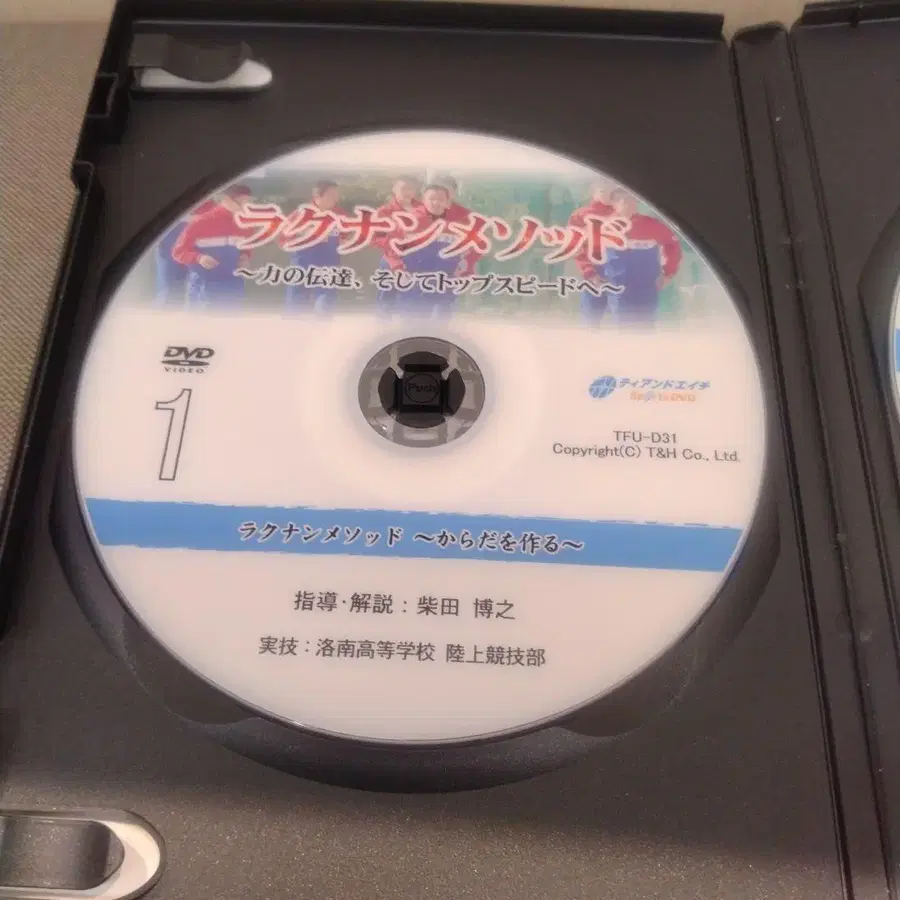 ラクナンメソッド
～力の伝達、そしてトップスピードへ～
DVD
VIDEO
1
Push
ティアンドエイチ
TFU-D31
Copyright(C) T&H Co., Ltd.
ラクナンメソッド ～からだを作る～
指導・解説：柴田 博之
実技：洛南高等学校 陸上競技部